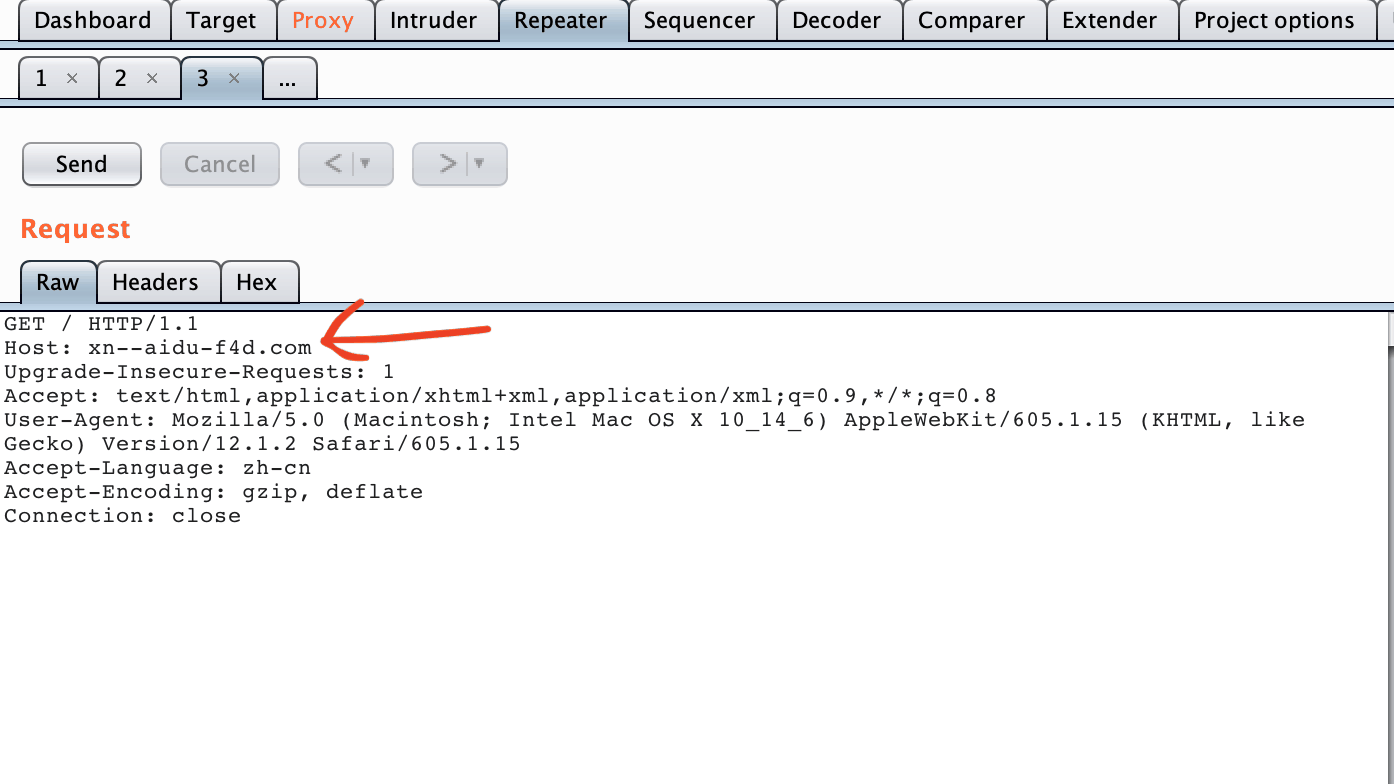 Dashboard Target Proxy Intruder Repeater Sequencer Decoder Comparer Extender Project options
1 × 2 × 3 × ...
Send Cancel < ▼ > ▼
Request
Raw Headers Hex
GET / HTTP/1.1
Host: xn--aidu-f4d.com
Upgrade-Insecure-Requests: 1
Accept: text/html,application/xhtml+xml,application/xml;q=0.9,*/*;q=0.8
User-Agent: Mozilla/5.0 (Macintosh; Intel Mac OS X 10_14_6) AppleWebKit/605.1.15 (KHTML, like
Gecko) Version/12.1.2 Safari/605.1.15
Accept-Language: zh-cn
Accept-Encoding: gzip, deflate
Connection: close